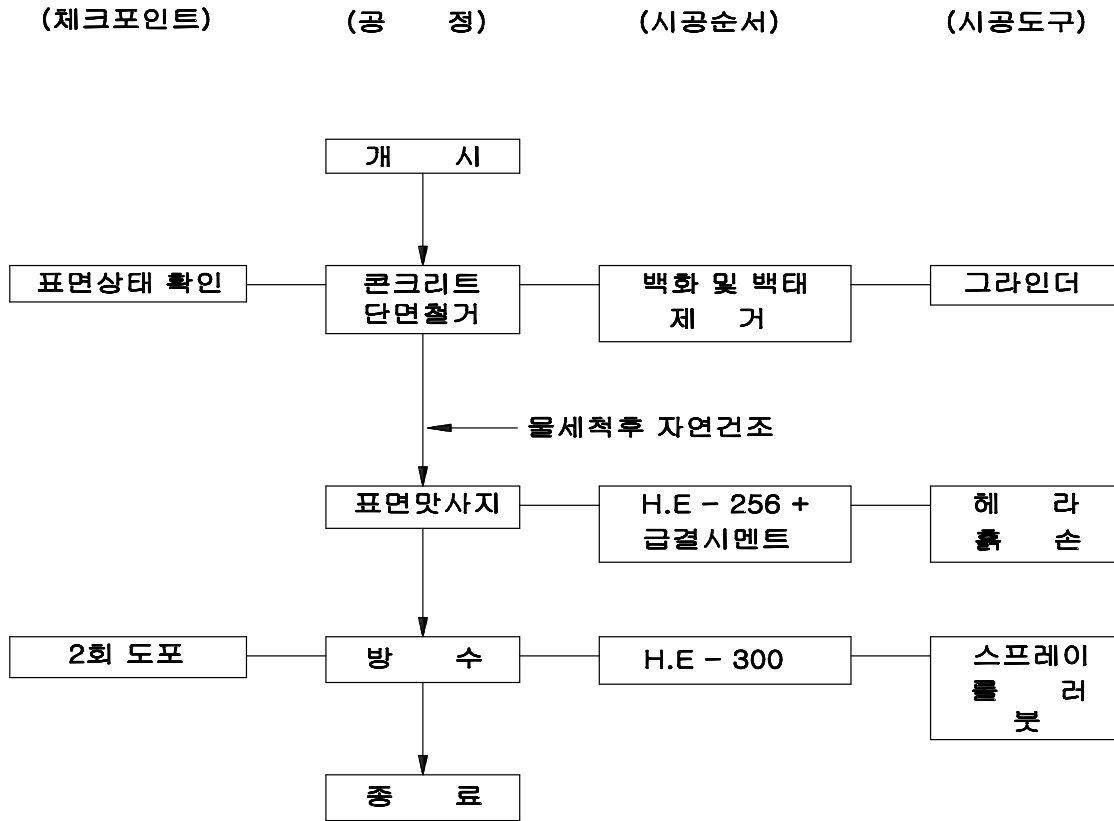 (체크포인트) (공 정) (시공순서) (시공도구)
개 시
표면상태 확인
콘크리트
단면철거
백화 및 백태
제 거
그라인더
물세척후 자연건조
표면맛사지
H.E - 256 +
급결시멘트
헤 라
흙 손
2회 도포
방 수
H.E - 300
스프레이
롤 러
붓
종 료